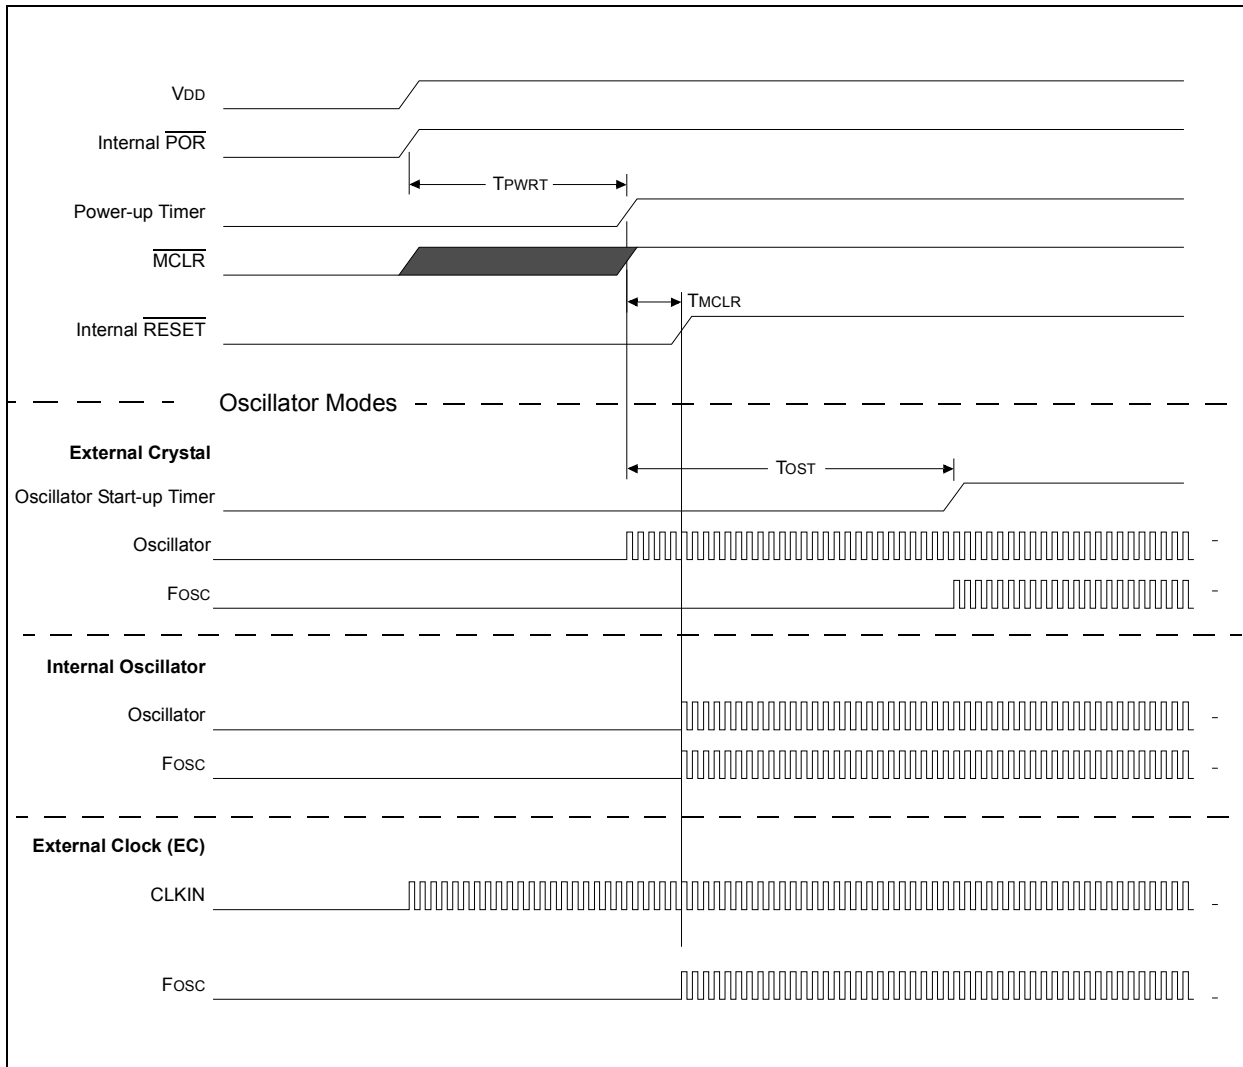 VDD
Internal POR
TPWRT
Power-up Timer
MCLR
TMCLR
Internal RESET
Oscillator Modes
External Crystal
TOST
Oscillator Start-up Timer
Oscillator
FOSC
Internal Oscillator
Oscillator
FOSC
External Clock (EC)
CLKIN
FOSC